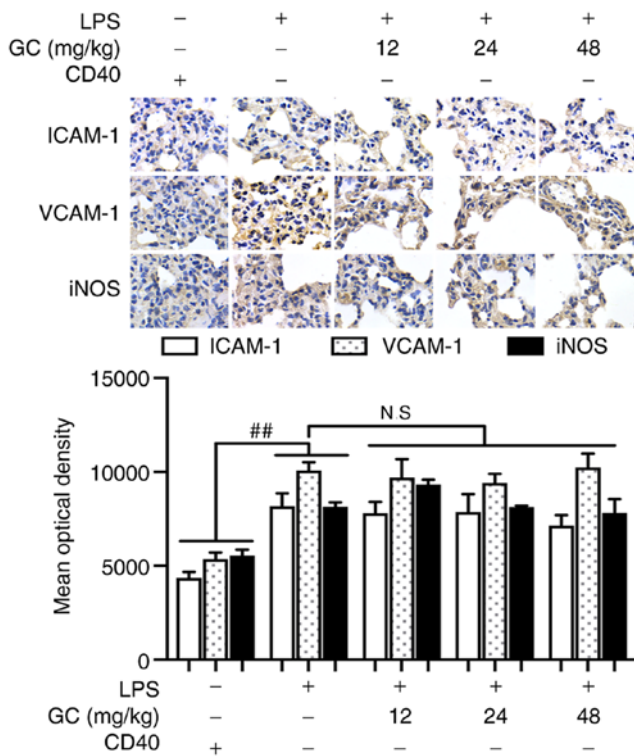 LPS – + + + +
GC (mg/kg) – – 12 24 48
CD40 + – – – –
ICAM-1
VCAM-1
iNOS
ICAM-1 VCAM-1 iNOS
15000
10000
5000
0
Mean optical density
##
N S
LPS – + + + +
GC (mg/kg) – – 12 24 48
CD40 + – – – –